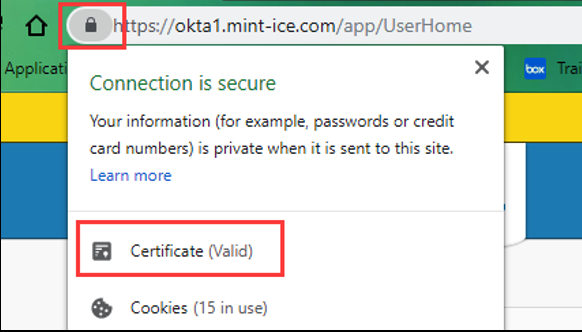 https://okta1.mint-ice.com/app/UserHome
Applicati
box Trai
Connection is secure
Your information (for example, passwords or credit
card numbers) is private when it is sent to this site.
Learn more
Certificate (Valid)
Cookies (15 in use)